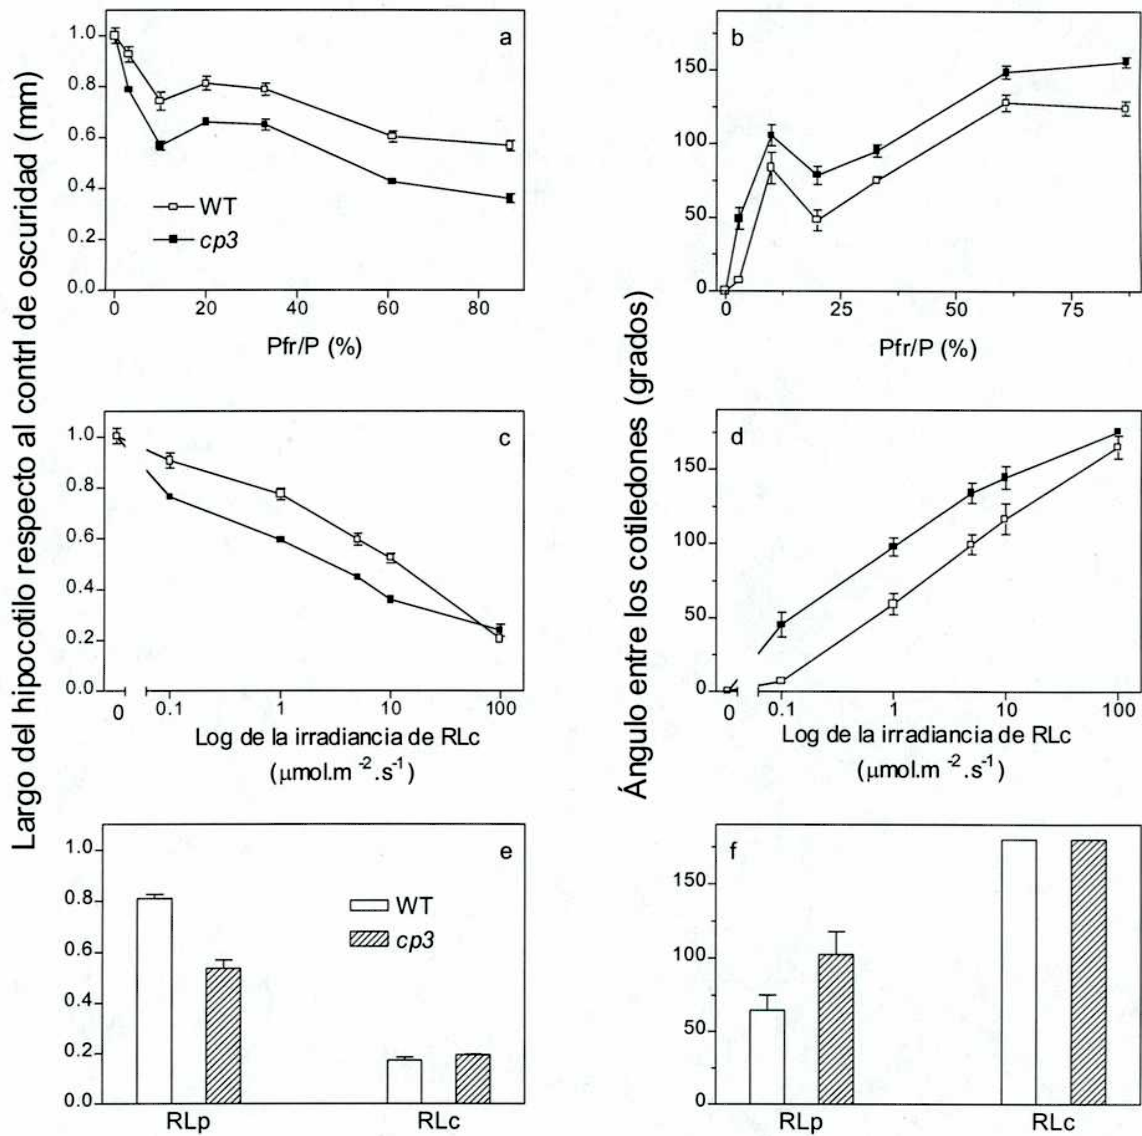 Largo del hipocotilo respecto al contrl de oscuridad (mm)
a
1.0
0.8
0.6
0.4
0.2
0.0
WT
cp3
0 20 40 60 80
Pfr/P (%)
Ángulo entre los cotiledones (grados)
b
150
100
50
0
0 25 50 75
Pfr/P (%)
c
1.0
0.8
0.6
0.4
0.2
0.0
0 0.1 1 10 100
Log de la irradiancia de RLc
(μmol.m⁻².s⁻¹)
d
150
100
50
0
0 0.1 1 10 100
Log de la irradiancia de RLc
(μmol.m⁻².s⁻¹)
e
1.0
0.8
0.6
0.4
0.2
0.0
WT
cp3
RLp RLc
f
150
100
50
0
RLp RLc